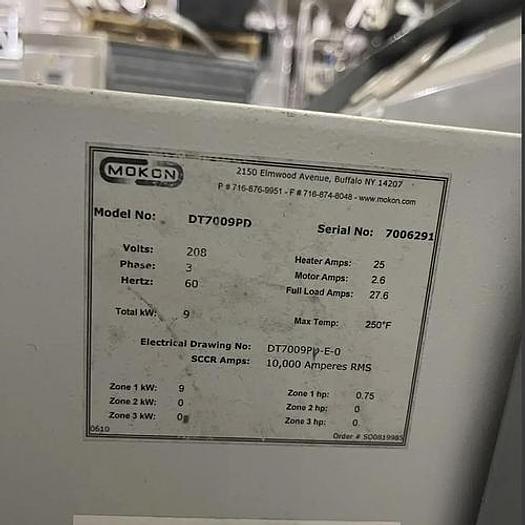 MOKON
2150 Elmwood Avenue, Buffalo NY 14207
P # 716-876-9951 - F # 716-874-8048 - www.mokon.com
Model No: DT7009PD Serial No: 7006291
Volts: 208 Heater Amps: 25
Phase: 3 Motor Amps: 2.6
Hertz: 60 Full Load Amps: 27.6
Total kW: 9 Max Temp: 250°F
Electrical Drawing No: DT7009PD-E-0
SCCR Amps: 10,000 Amperes RMS
Zone 1 kW: 9 Zone 1 hp: 0.75
Zone 2 kW: 0 Zone 2 hp: 0
Zone 3 kW: 0 Zone 3 hp: 0
0610 Order # SO0819985